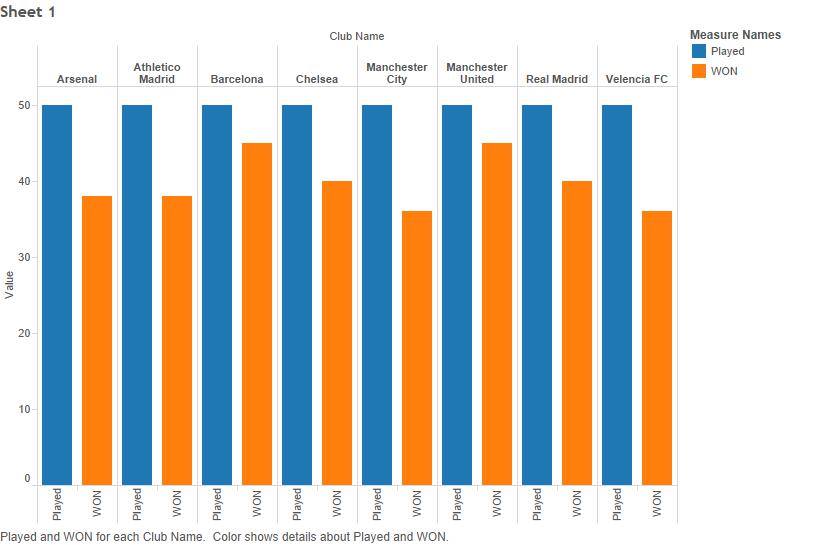 Sheet 1
Club Name
Measure Names
Played
WON
Arsenal
Athletico
Madrid
Barcelona
Chelsea
Manchester
City
Manchester
United
Real Madrid
Velencia FC
50
40
30
20
10
0
Value
Played
WON
Played
WON
Played
WON
Played
WON
Played
WON
Played
WON
Played
WON
Played
WON
Played and WON for each Club Name.  Color shows details about Played and WON.